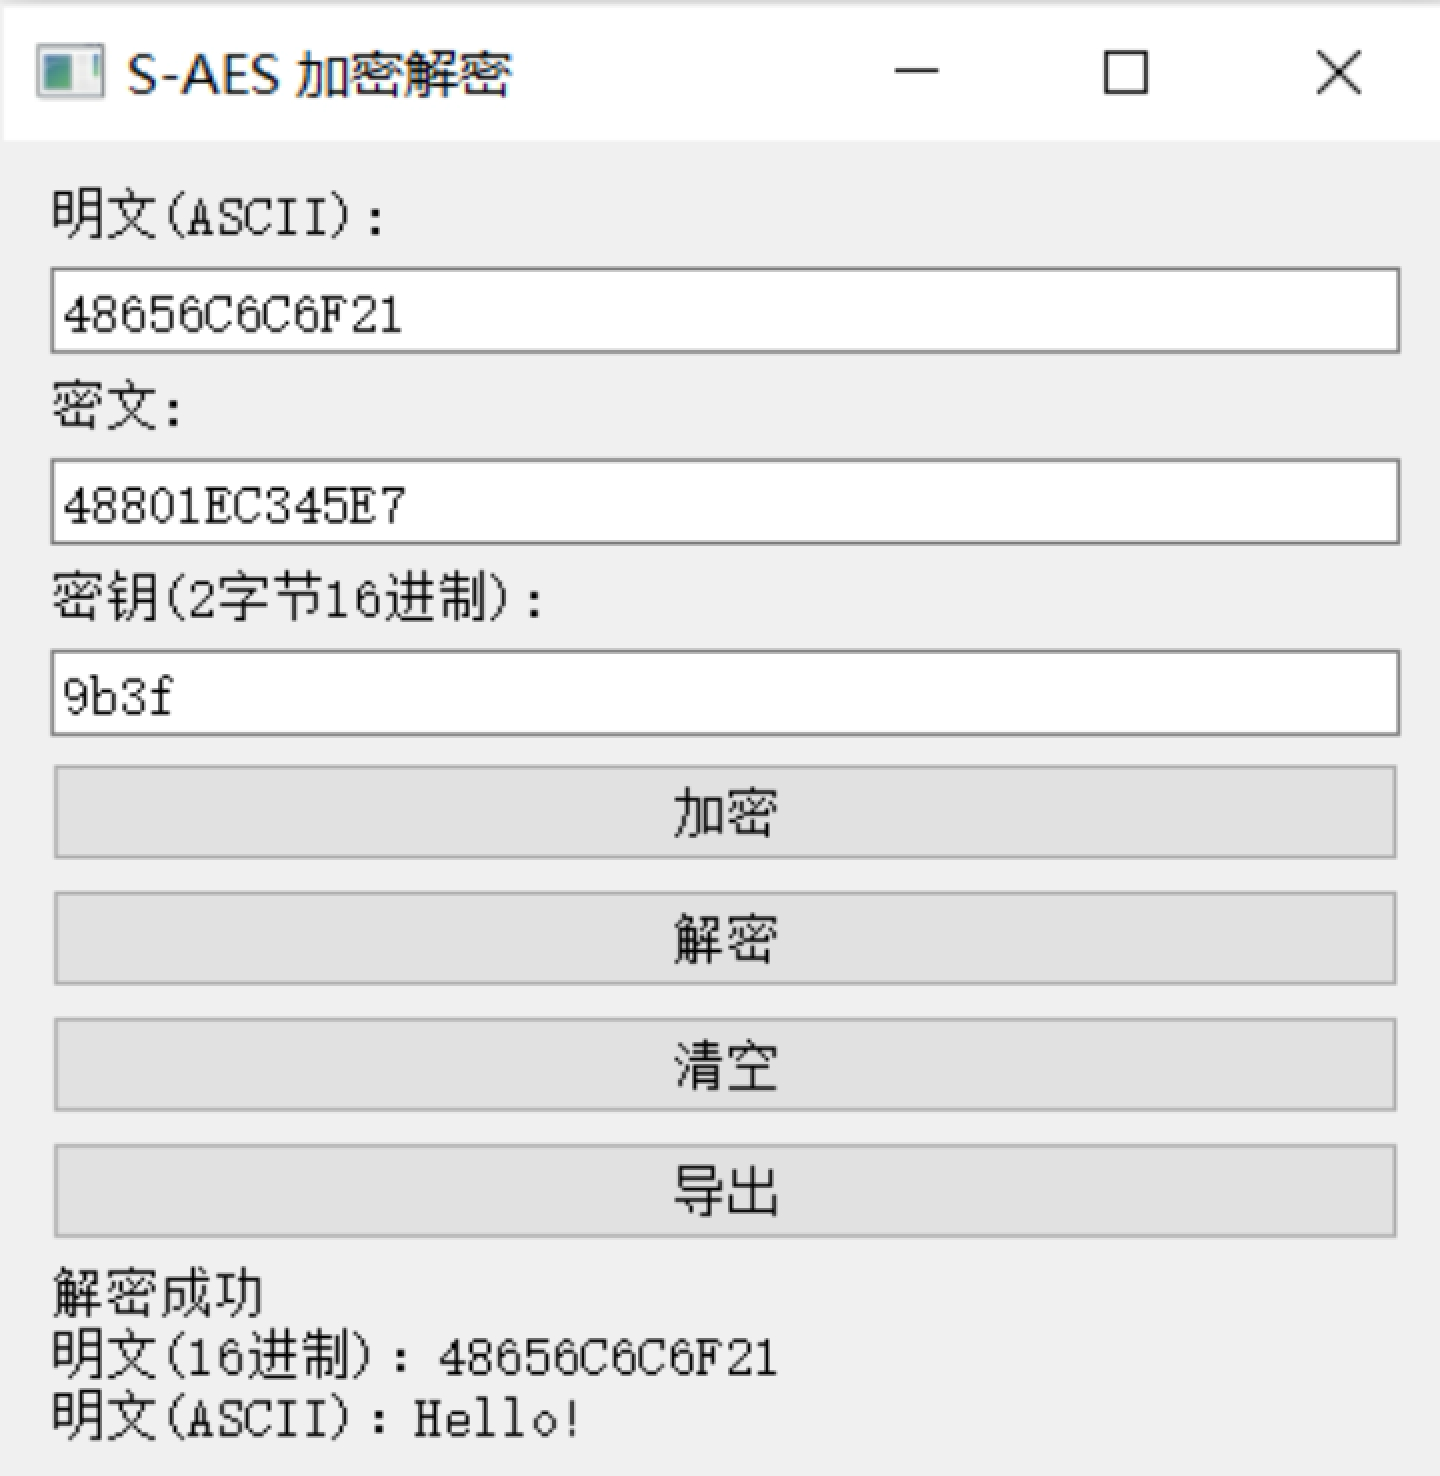 S-AES 加密解密
明文(ASCII):
48656C6C6F21
密文:
48801EC345E7
密钥(2字节16进制):
9b3f
加密
解密
清空
导出
解密成功
明文(16进制): 48656C6C6F21
明文(ASCII): Hello!